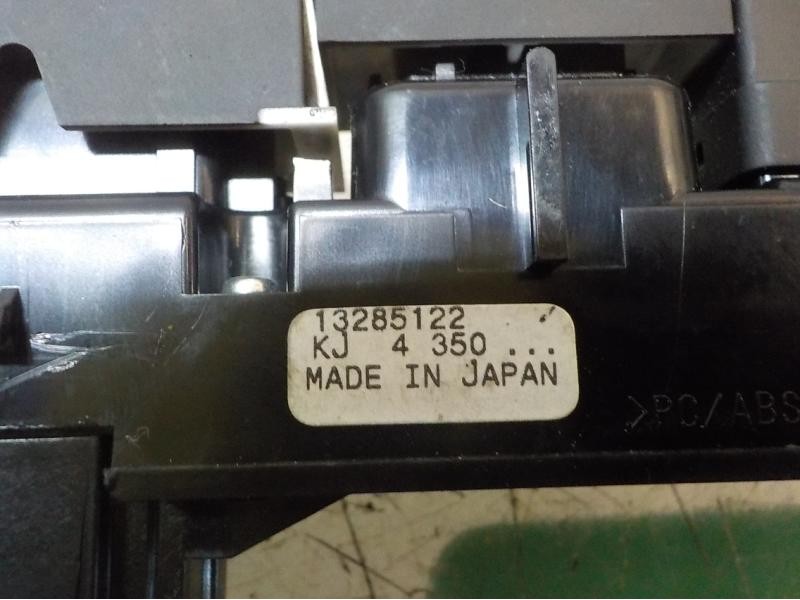 13285122
KJ 4 350 ...
MADE IN JAPAN
>PC/ABS